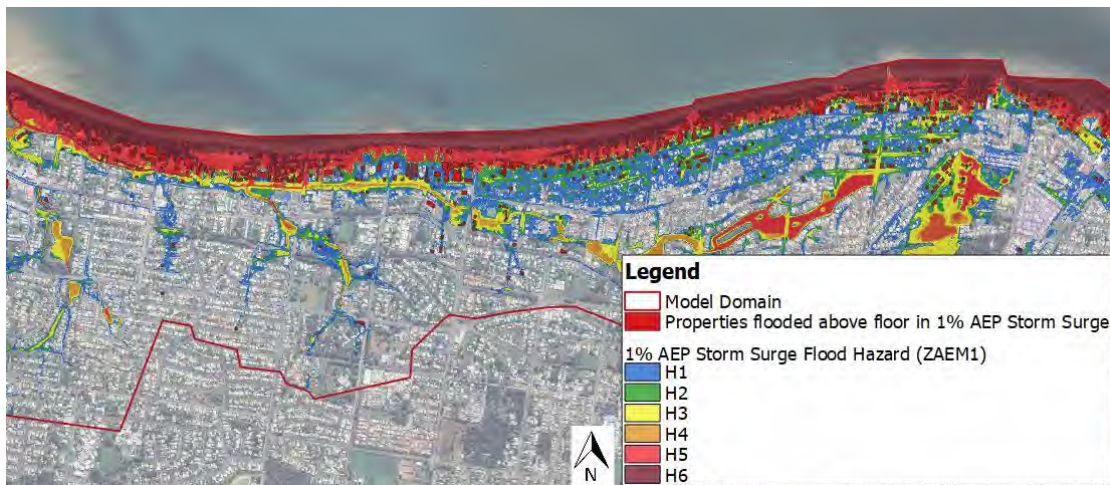 Legend
Model Domain
Properties flooded above floor in 1% AEP Storm Surge
1% AEP Storm Surge Flood Hazard (ZAEM1)
H1
H2
H3
H4
H5
H6
N